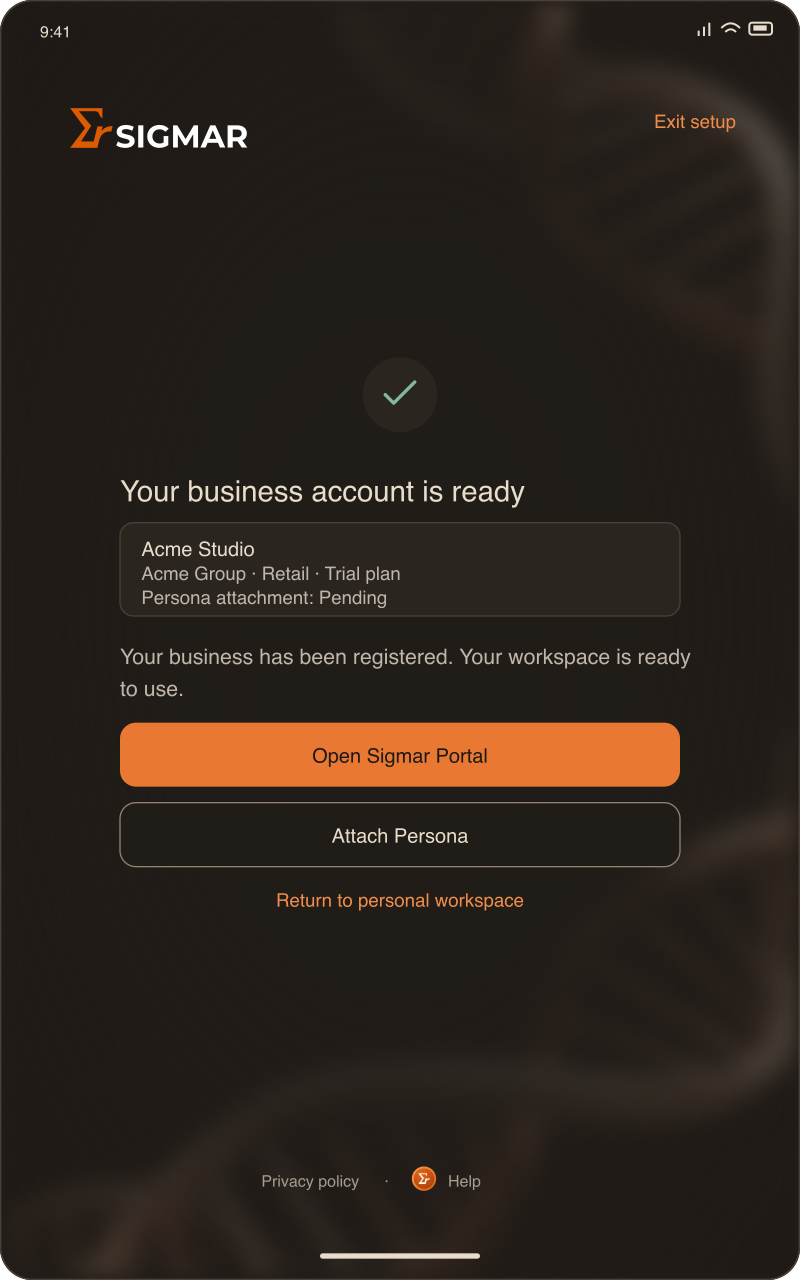 9:41
Σr SIGMAR
Exit setup
Your business account is ready
Acme Studio
Acme Group · Retail · Trial plan
Persona attachment: Pending
Your business has been registered. Your workspace is ready
to use.
Open Sigmar Portal
Attach Persona
Return to personal workspace
Privacy policy · Σr Help